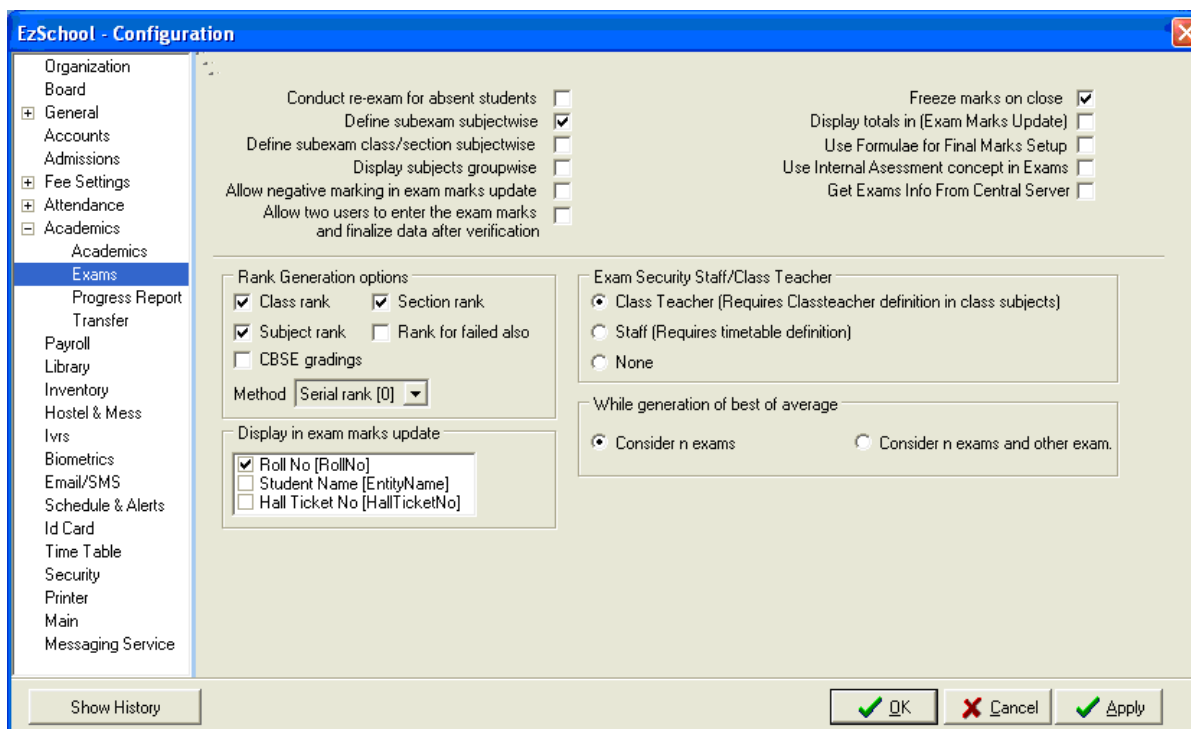 EzSchool - Configuration
Organization
Board
General
Accounts
Admissions
Fee Settings
Attendance
Academics
Academics
Exams
Progress Report
Transfer
Payroll
Library
Inventory
Hostel & Mess
Ivrs
Biometrics
Email/SMS
Schedule & Alerts
Id Card
Time Table
Security
Printer
Main
Messaging Service
Conduct re-exam for absent students
Define subexam subjectwise
Define subexam class/section subjectwise
Display subjects groupwise
Allow negative marking in exam marks update
Allow two users to enter the exam marks
and finalize data after verification
Freeze marks on close
Display totals in (Exam Marks Update)
Use Formulae for Final Marks Setup
Use Internal Asessment concept in Exams
Get Exams Info From Central Server
Rank Generation options
Class rank Section rank
Subject rank Rank for failed also
CBSE gradings
Method Serial rank [0]
Display in exam marks update
Roll No [RollNo]
Student Name [EntityName]
Hall Ticket No [HallTicketNo]
Exam Security Staff/Class Teacher
Class Teacher (Requires Classteacher definition in class subjects)
Staff (Requires timetable definition)
None
While generation of best of average
Consider n exams Consider n exams and other exam.
Show History OK Cancel Apply